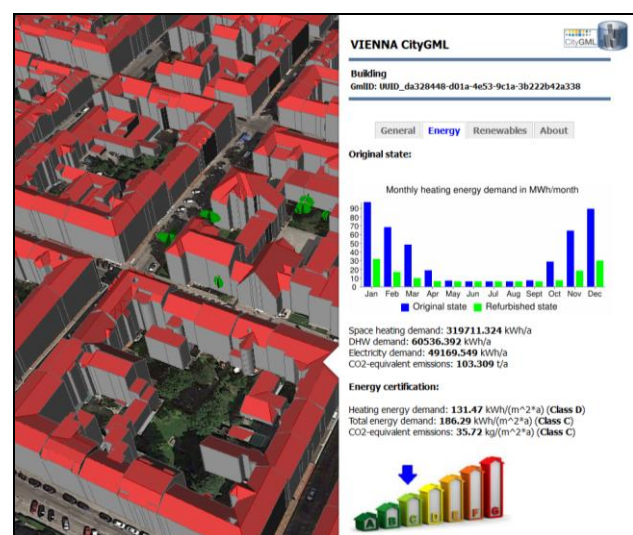 VIENNA CityGML
CityGML
Building
GmlID: UUID_da328448-d01a-4e53-9c1a-3b222b42a338
General Energy Renewables About
Original state:
Monthly heating energy demand in MWh/month
90
80
70
60
50
40
30
20
10
0
Jan Feb Mar Apr May Jun Jul Aug Sept Oct Nov Dec
Original state Refurbished state
Space heating demand: 319711.324 kWh/a
DHW demand: 60536.392 kWh/a
Electricity demand: 49169.549 kWh/a
CO2-equivalent emissions: 103.309 t/a
Energy certification:
Heating energy demand: 131.47 kWh/(m^2*a) (Class D)
Total energy demand: 186.29 kWh/(m^2*a) (Class C)
CO2-equivalent emissions: 35.72 kg/(m^2*a) (Class C)
A B C D E F G